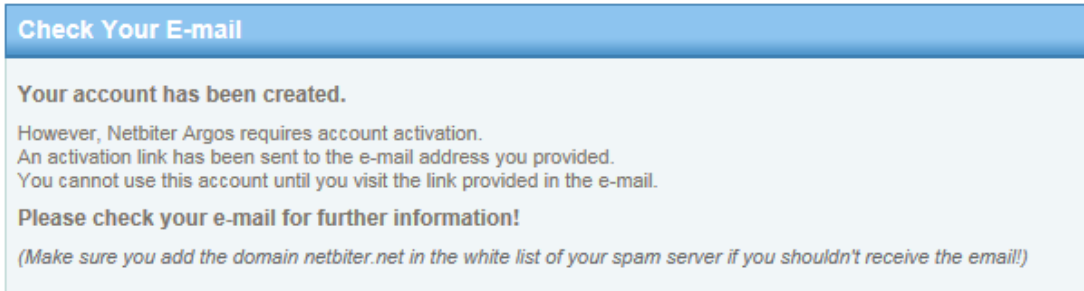 Check Your E-mail
Your account has been created.
However, Netbiter Argos requires account activation.
An activation link has been sent to the e-mail address you provided.
You cannot use this account until you visit the link provided in the e-mail.
Please check your e-mail for further information!
(Make sure you add the domain netbiter.net in the white list of your spam server if you shouldn't receive the email!)